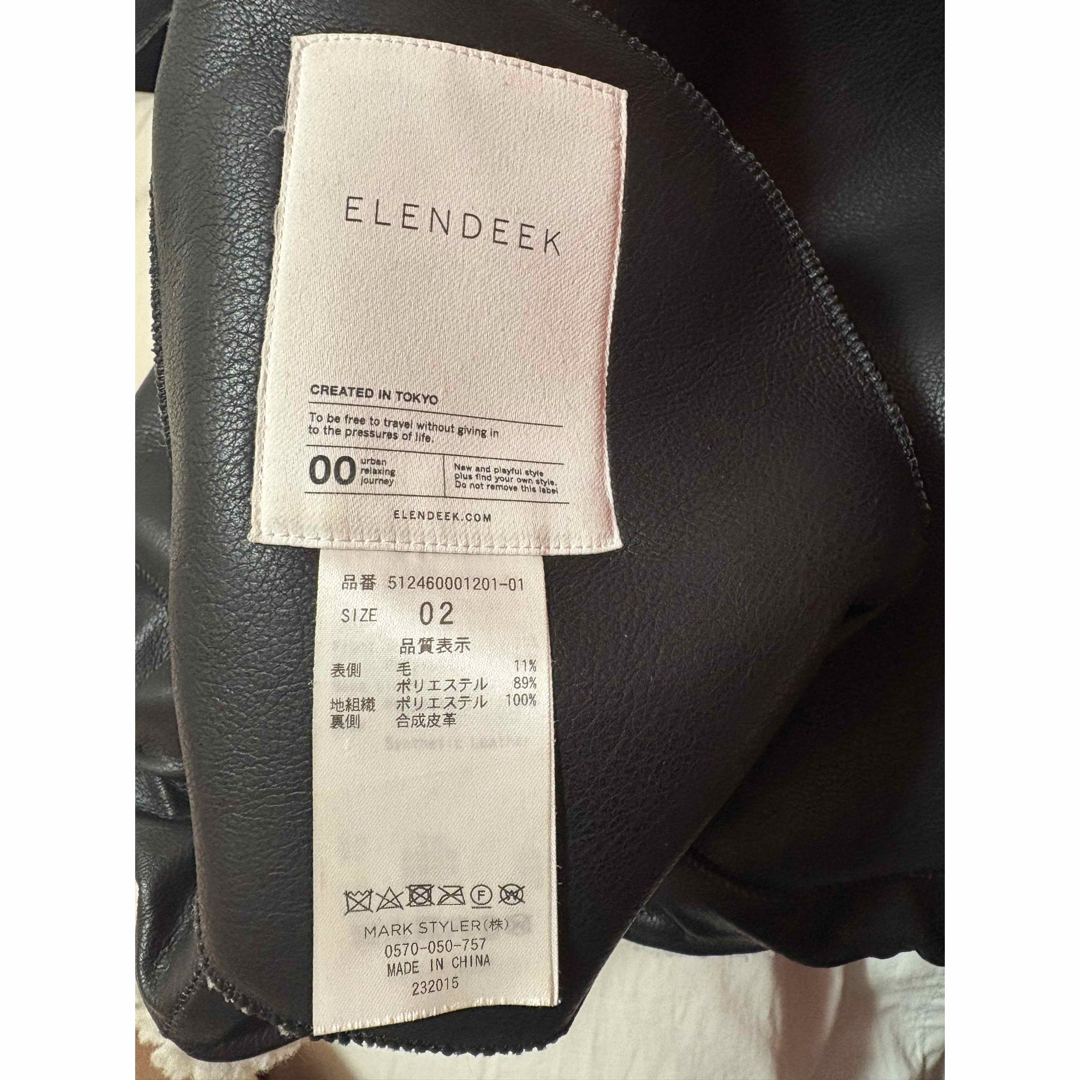 ELENDEEK
CREATED IN TOKYO
To be free to travel without giving in
to the pressures of life.
00 urban
relaxing
journey
New and playful style
plus find your own style.
Do not remove this label
ELENDEEK.COM
品番 512460001201-01
SIZE 02
品質表示
表側 毛 11%
ポリエステル 89%
地組織 ポリエステル 100%
裏側 合成皮革
Synthetic Leather
MARK STYLER(株)
0570-050-757
MADE IN CHINA
232015